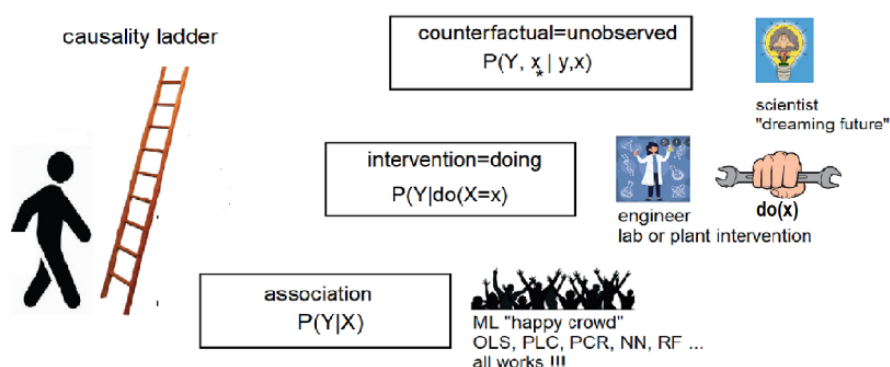 causality ladder
counterfactual=unobserved
P(Y, x* | y,x)
scientist
"dreaming future"
intervention=doing
P(Y|do(X=x)
engineer
lab or plant intervention
do(x)
association
P(Y|X)
ML "happy crowd"
OLS, PLC, PCR, NN, RF ...
all works !!!